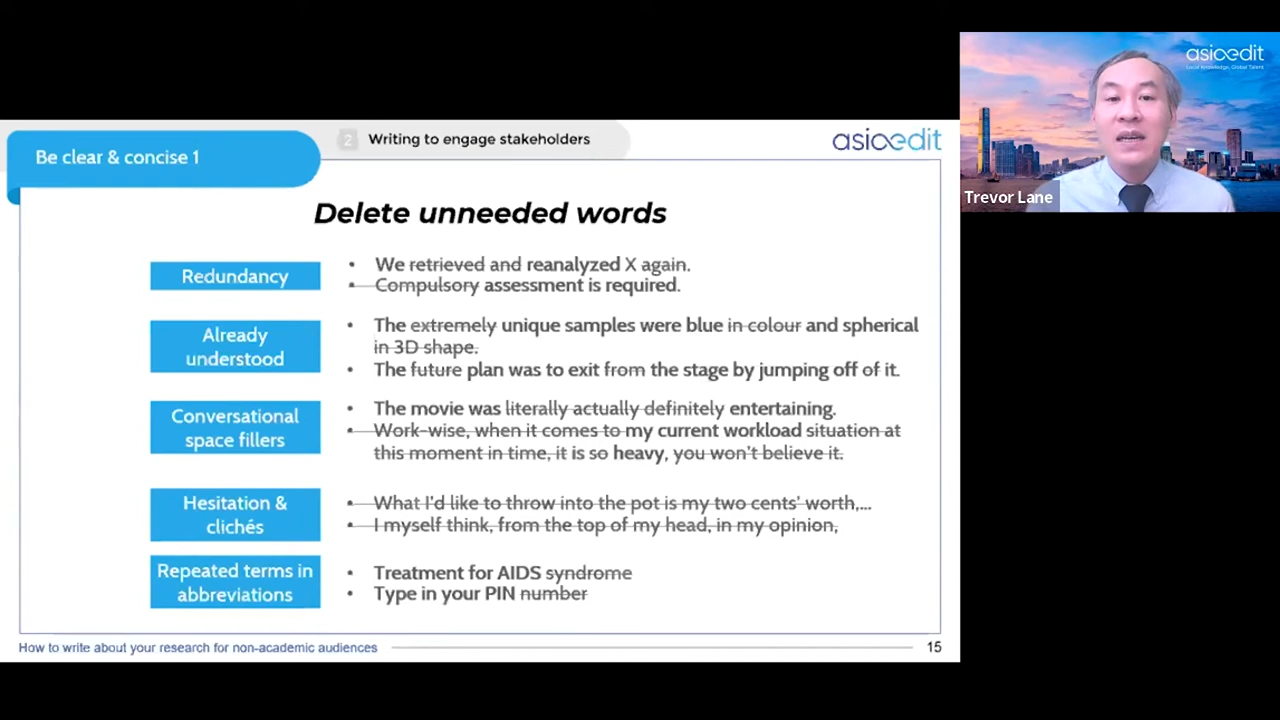 asiaedit
Local Knowledge, Global Talent
Trevor Lane
Be clear & concise 1
2 Writing to engage stakeholders
asiaedit
Delete unneeded words
Redundancy
• We retrieved and reanalyzed X again.
• Compulsory assessment is required.
Already
understood
• The extremely unique samples were blue in colour and spherical
in 3D shape.
• The future plan was to exit from the stage by jumping off of it.
Conversational
space fillers
• The movie was literally actually definitely entertaining.
• Work-wise, when it comes to my current workload situation at
this moment in time, it is so heavy, you won't believe it.
Hesitation &
clichés
• What I'd like to throw into the pot is my two cents' worth,...
• I myself think, from the top of my head, in my opinion,
Repeated terms in
abbreviations
• Treatment for AIDS syndrome
• Type in your PIN number
How to write about your research for non-academic audiences
15